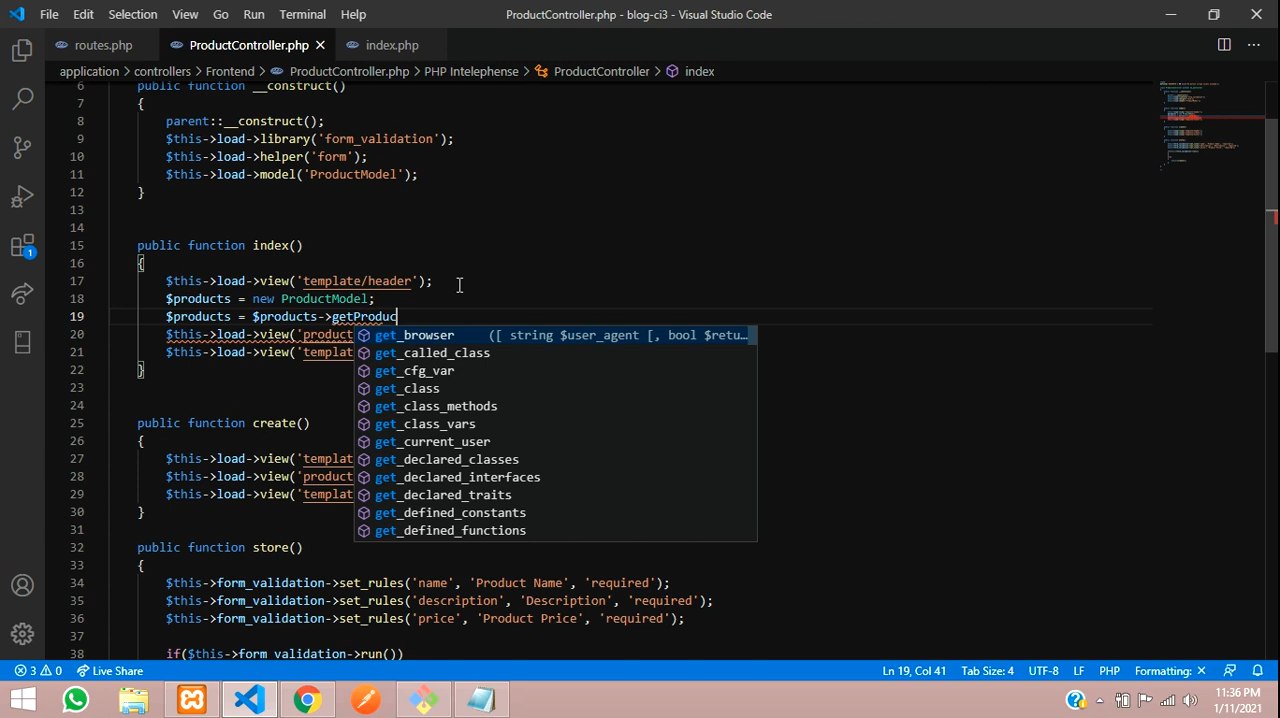 File Edit Selection View Go Run Terminal Help ProductController.php - blog-ci3 - Visual Studio Code
routes.php ProductController.php index.php
application > controllers > Frontend > ProductController.php > PHP Intelephense > ProductController > index
6 public function __construct()
7 {
8 parent::__construct();
9 $this->load->library('form_validation');
10 $this->load->helper('form');
11 $this->load->model('ProductModel');
12 }
13
14
15 public function index()
16 {
17 $this->load->view('template/header');
18 $products = new ProductModel;
19 $products = $products->getProduc
20 $this->load->view('product
get_browser ([ string $user_agent [, bool $retu…
21 $this->load->view('templat
get_called_class
22 }
get_cfg_var
23
get_class
24
get_class_methods
25 public function create()
get_class_vars
26 {
get_current_user
27 $this->load->view('templat
get_declared_classes
28 $this->load->view('product
get_declared_interfaces
29 $this->load->view('templat
get_declared_traits
30 }
get_defined_constants
31
get_defined_functions
32 public function store()
33 {
34 $this->form_validation->set_rules('name', 'Product Name', 'required');
35 $this->form_validation->set_rules('description', 'Description', 'required');
36 $this->form_validation->set_rules('price', 'Product Price', 'required');
37
38 if($this->form_validation->run())
3 0 Live Share Ln 19, Col 41 Tab Size: 4 UTF-8 LF PHP Formatting: ×
11:36 PM
1/11/2021